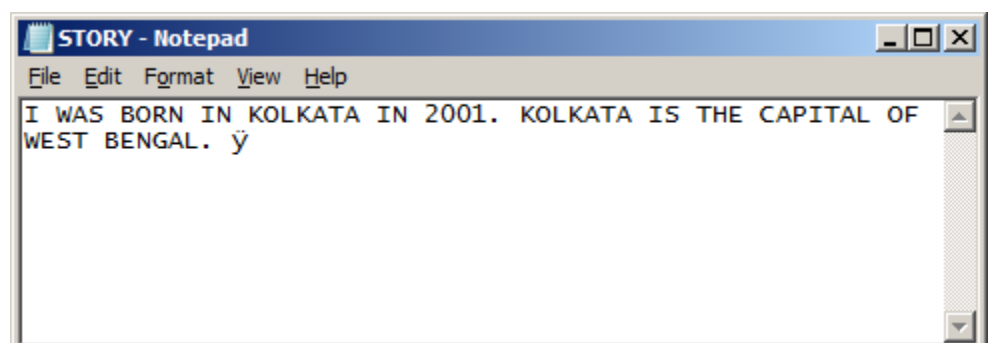 STORY - Notepad
File Edit Format View Help
I WAS BORN IN KOLKATA IN 2001. KOLKATA IS THE CAPITAL OF
WEST BENGAL. ÿ